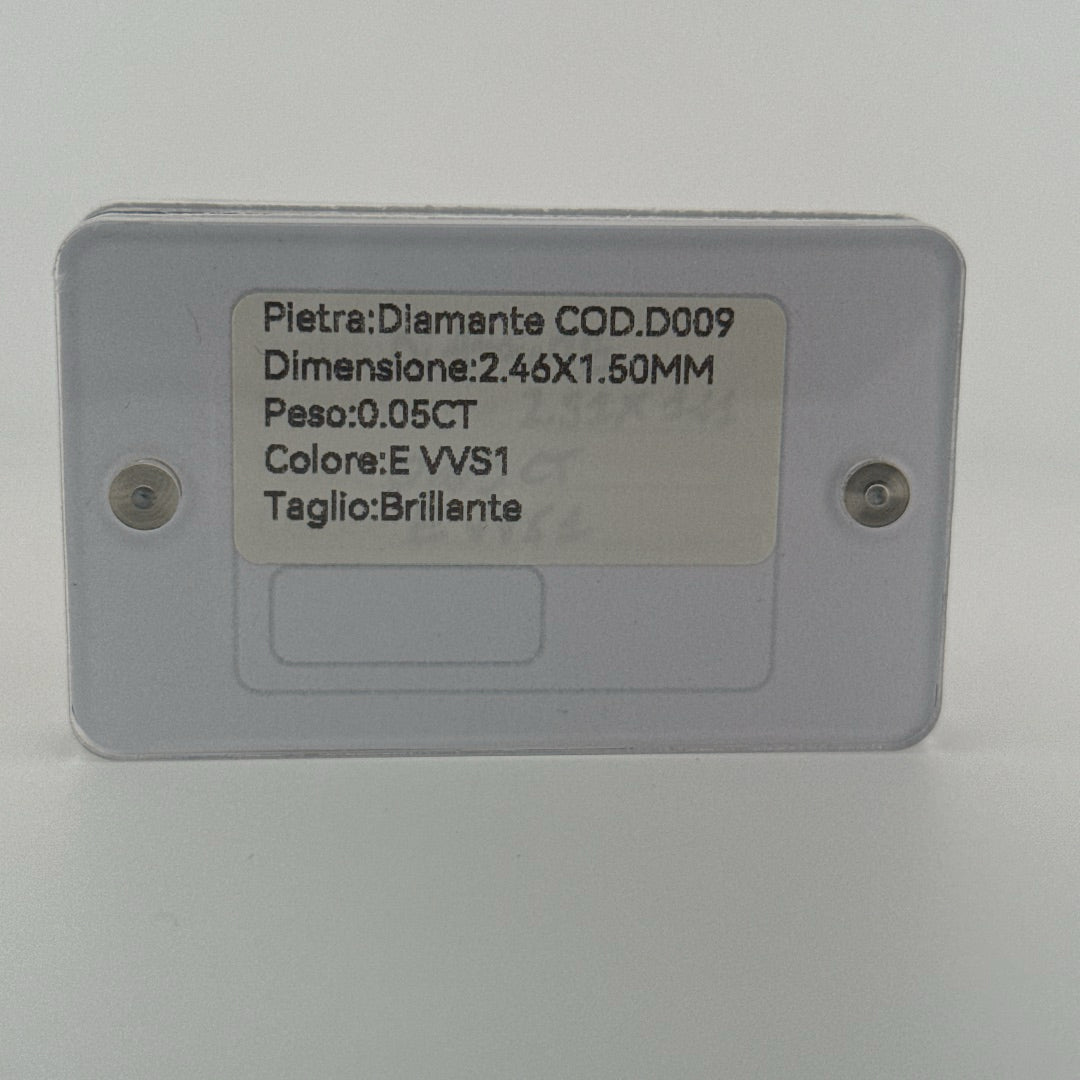 Pietra:Diamante COD.D009
Dimensione:2.46X1.50MM
Peso:0.05CT
Colore:E VVS1
Taglio:Brillante